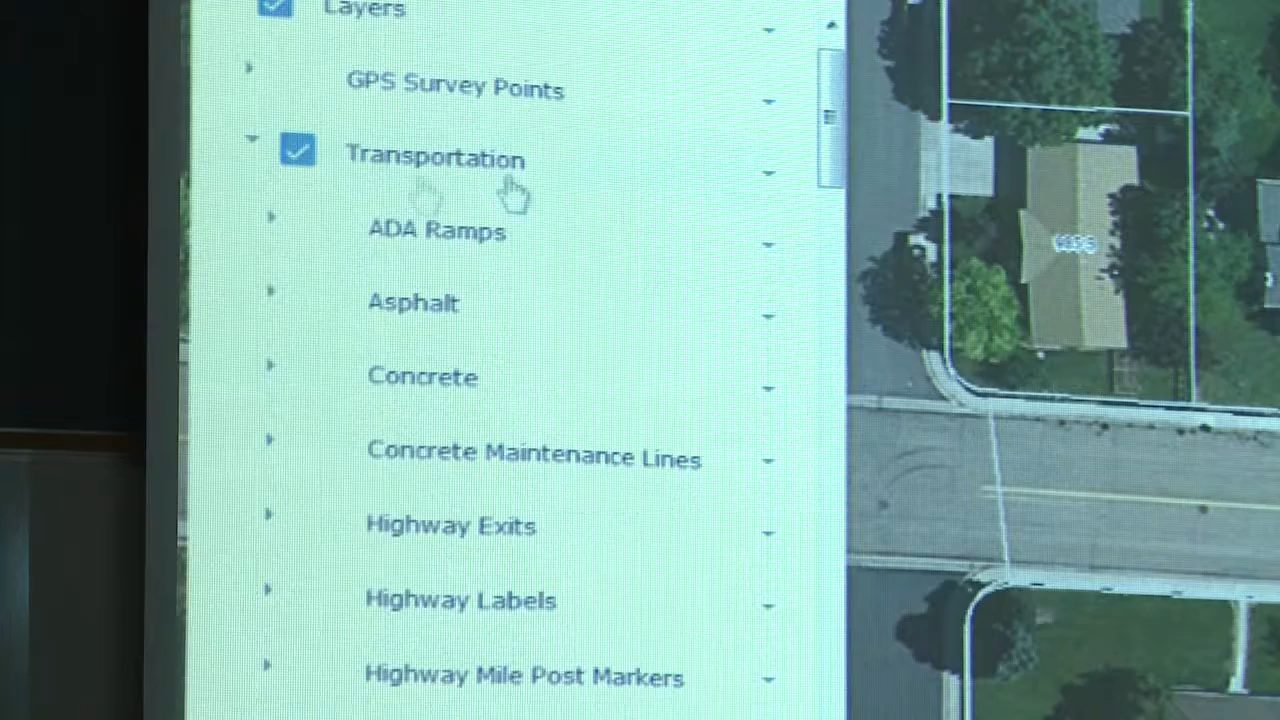 Layers
GPS Survey Points
Transportation
ADA Ramps
Asphalt
Concrete
Concrete Maintenance Lines
Highway Exits
Highway Labels
Highway Mile Post Markers